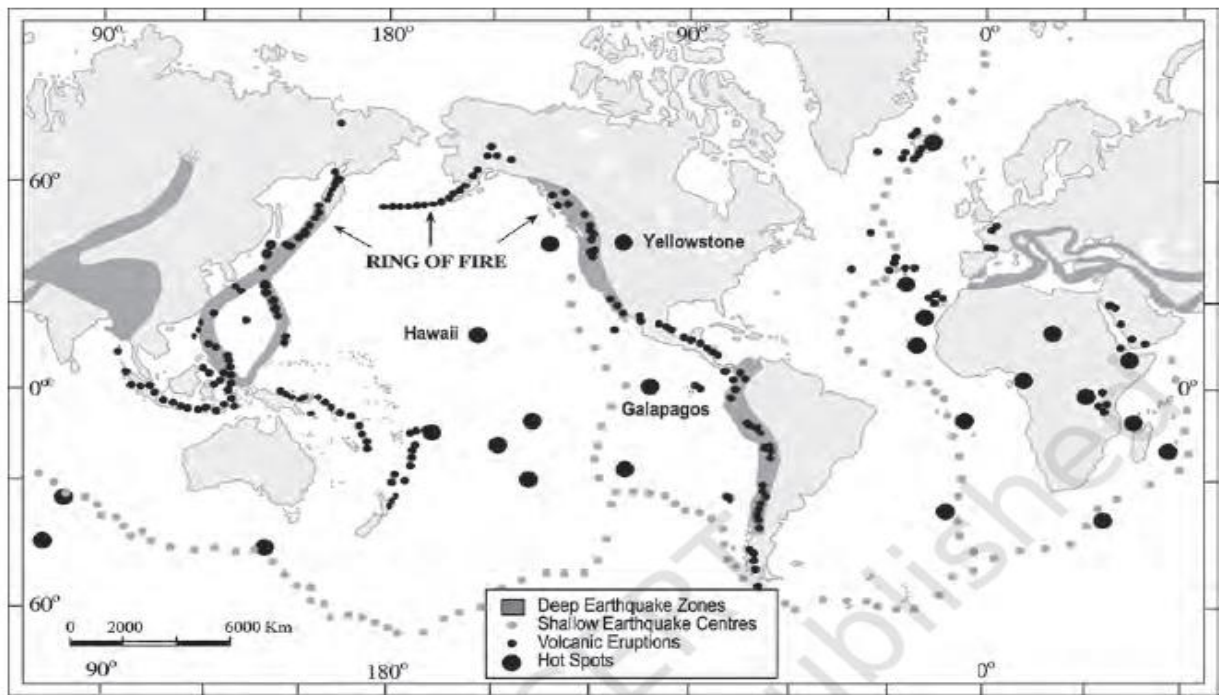 90° 180° 90° 0°
60° 60°
Yellowstone
RING OF FIRE
Hawaii
0° 0°
Galapagos
60° 60°
Deep Earthquake Zones
Shallow Earthquake Centres
Volcanic Eruptions
Hot Spots
0 2000 6000 Km
90° 180° 0°